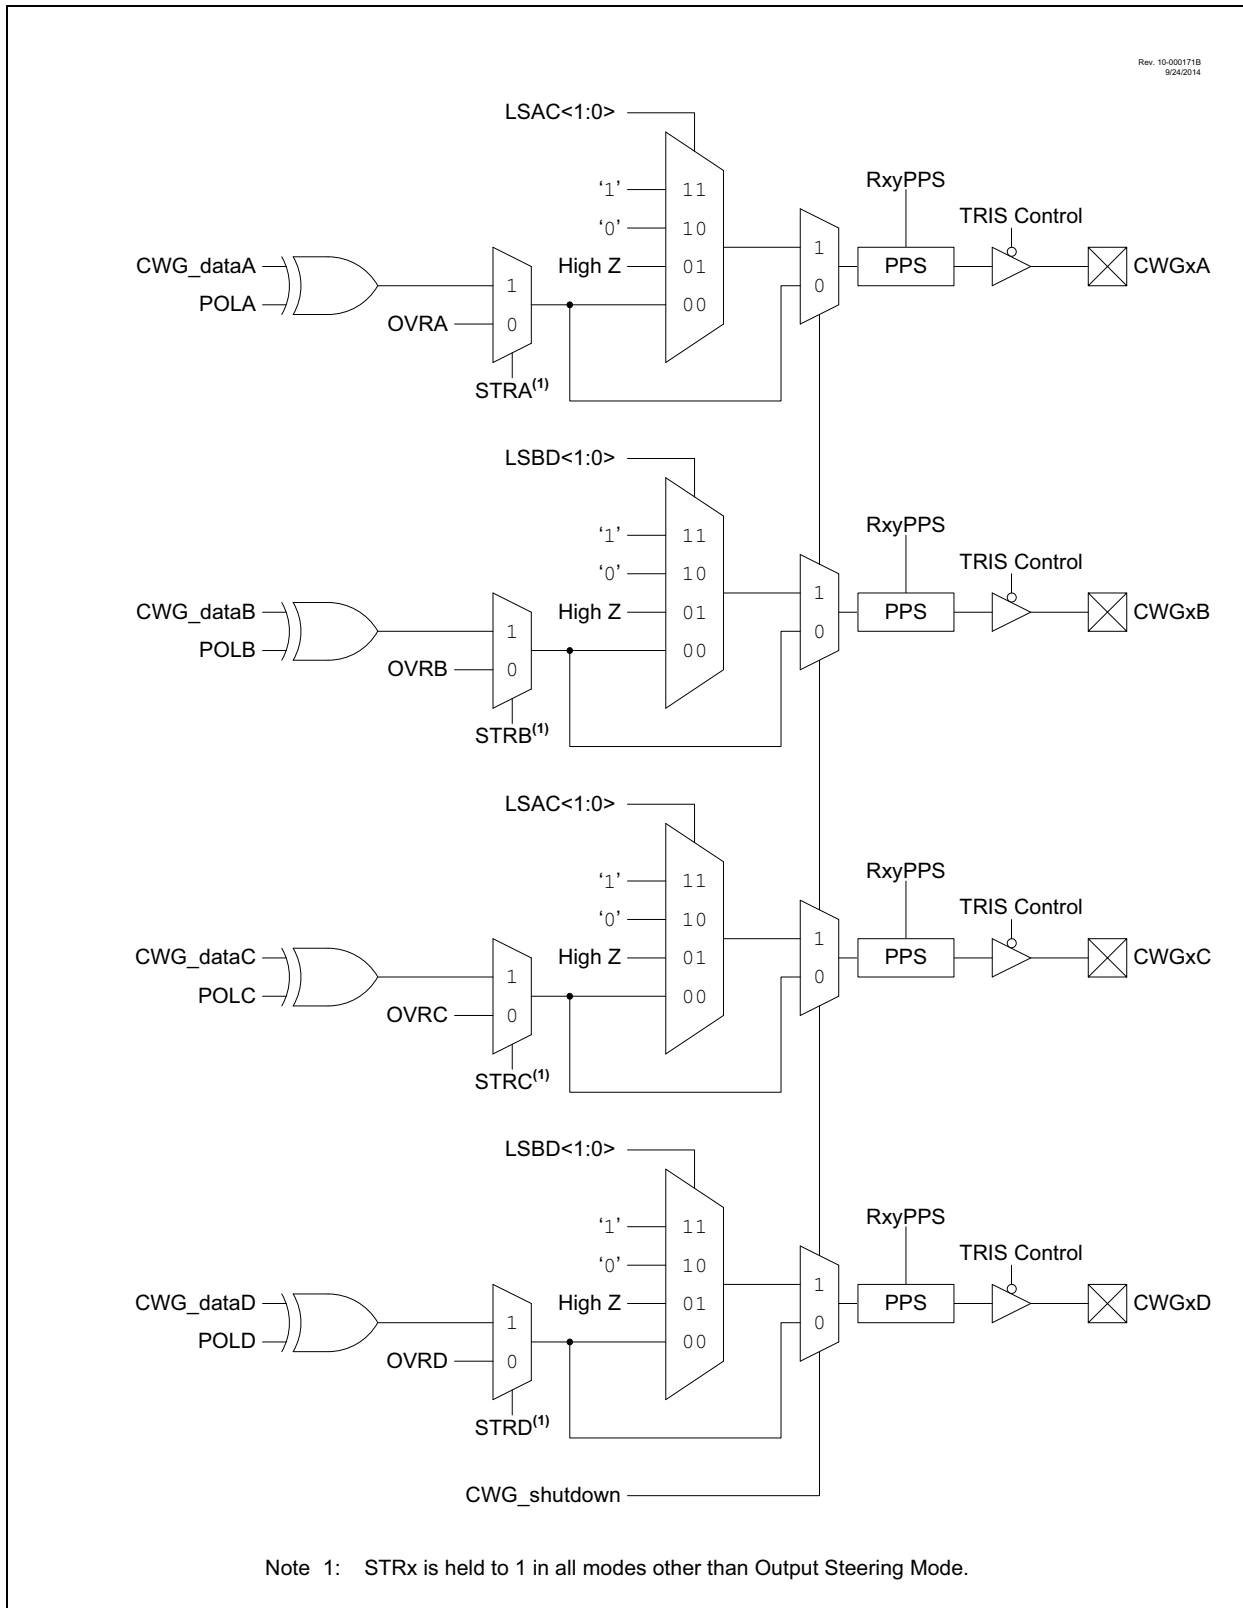 Rev. 10-000171B
9/24/2014
LSAC<1:0>
‘1’
11
‘0’
10
High Z
01
00
CWG_dataA
POLA
1
OVRA
0
STRA(1)
1
0
RxyPPS
PPS
TRIS Control
CWGxA
LSBD<1:0>
‘1’
11
‘0’
10
High Z
01
00
CWG_dataB
POLB
1
OVRB
0
STRB(1)
1
0
RxyPPS
PPS
TRIS Control
CWGxB
LSAC<1:0>
‘1’
11
‘0’
10
High Z
01
00
CWG_dataC
POLC
1
OVRC
0
STRC(1)
1
0
RxyPPS
PPS
TRIS Control
CWGxC
LSBD<1:0>
‘1’
11
‘0’
10
High Z
01
00
CWG_dataD
POLD
1
OVRD
0
STRD(1)
1
0
RxyPPS
PPS
TRIS Control
CWGxD
CWG_shutdown
Note 1: STRx is held to 1 in all modes other than Output Steering Mode.